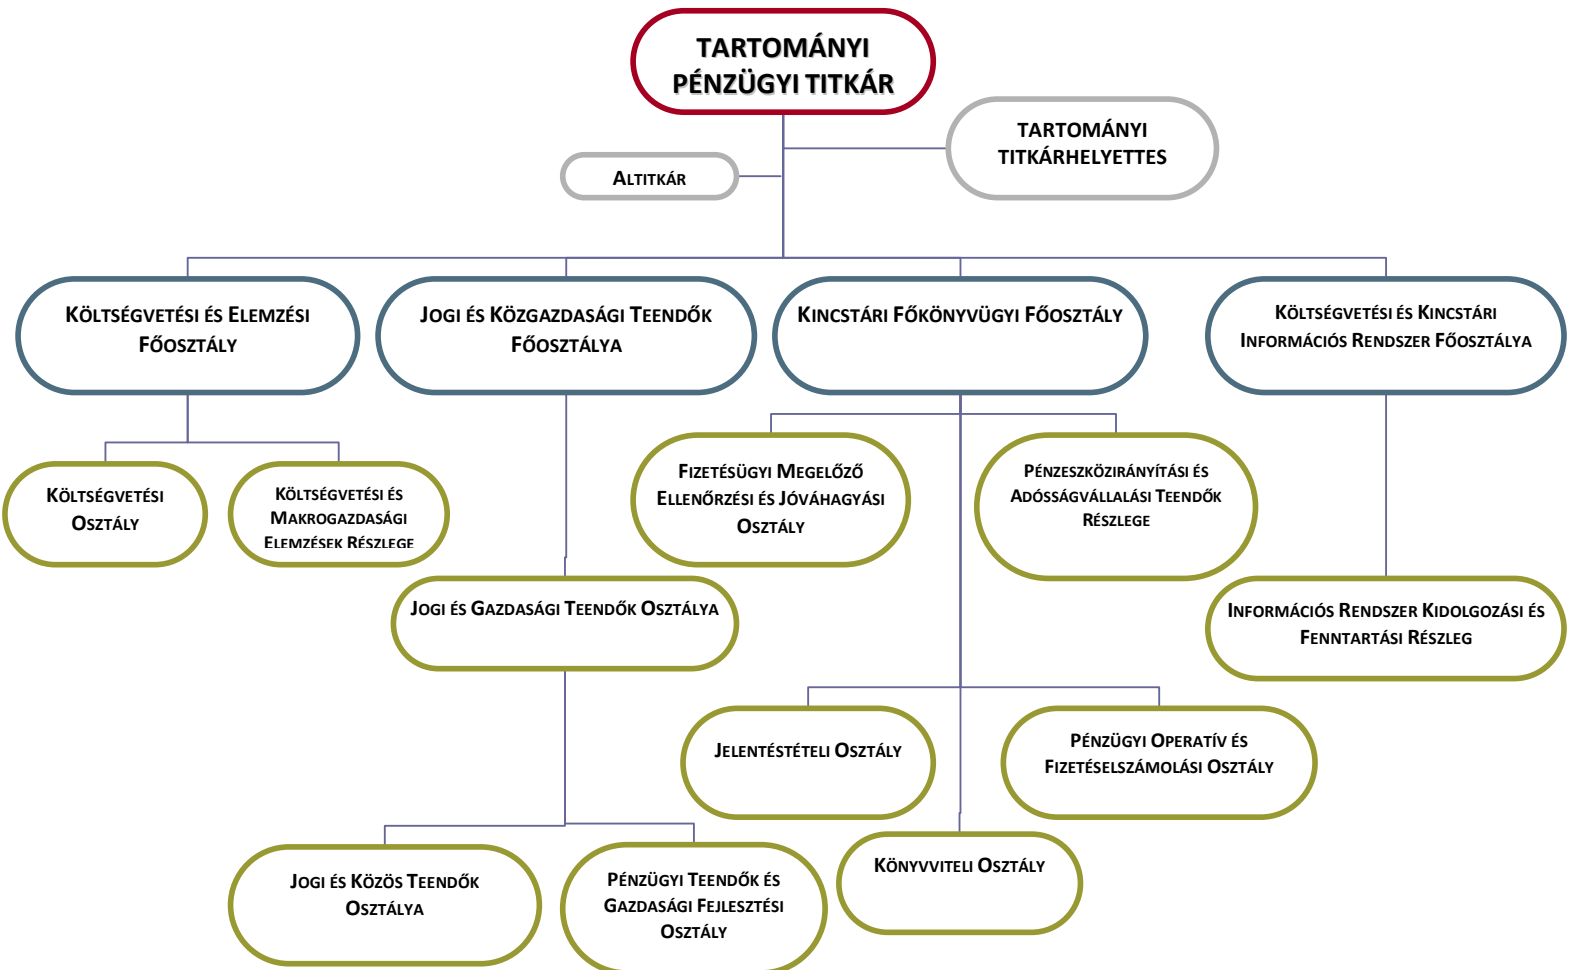 TARTOMÁNYI
PÉNZÜGYI TITKÁR
TARTOMÁNYI
TITKÁRHELYETTES
ALTITKÁR
KÖLTSÉGVETÉSI ÉS ELEMZÉSI
FŐOSZTÁLY
JOGI ÉS KÖZGAZDASÁGI TEENDŐK
FŐOSZTÁLYA
KINCSTÁRI FŐKÖNYVÜGYI FŐOSZTÁLY
KÖLTSÉGVETÉSI ÉS KINCSTÁRI
INFORMÁCIÓS RENDSZER FŐOSZTÁLYA
KÖLTSÉGVETÉSI
OSZTÁLY
KÖLTSÉGVETÉSI ÉS
MAKROGAZDASÁGI
ELEMZÉSEK RÉSZLEGE
FIZETÉSÜGYI MEGELŐZŐ
ELLENŐRZÉSI ÉS JÓVÁHAGYÁSI
OSZTÁLY
PÉNZESZKÖZIRÁNYÍTÁSI ÉS
ADÓSSÁGVÁLLALÁSI TEENDŐK
RÉSZLEGE
JOGI ÉS GAZDASÁGI TEENDŐK OSZTÁLYA
INFORMÁCIÓS RENDSZER KIDOLGOZÁSI ÉS
FENNTARTÁSI RÉSZLEG
JELENTÉSTÉTELI OSZTÁLY
PÉNZÜGYI OPERATÍV ÉS
FIZETÉSELSZÁMOLÁSI OSZTÁLY
JOGI ÉS KÖZÖS TEENDŐK
OSZTÁLYA
PÉNZÜGYI TEENDŐK ÉS
GAZDASÁGI FEJLESZTÉSI
OSZTÁLY
KÖNYVVITELI OSZTÁLY